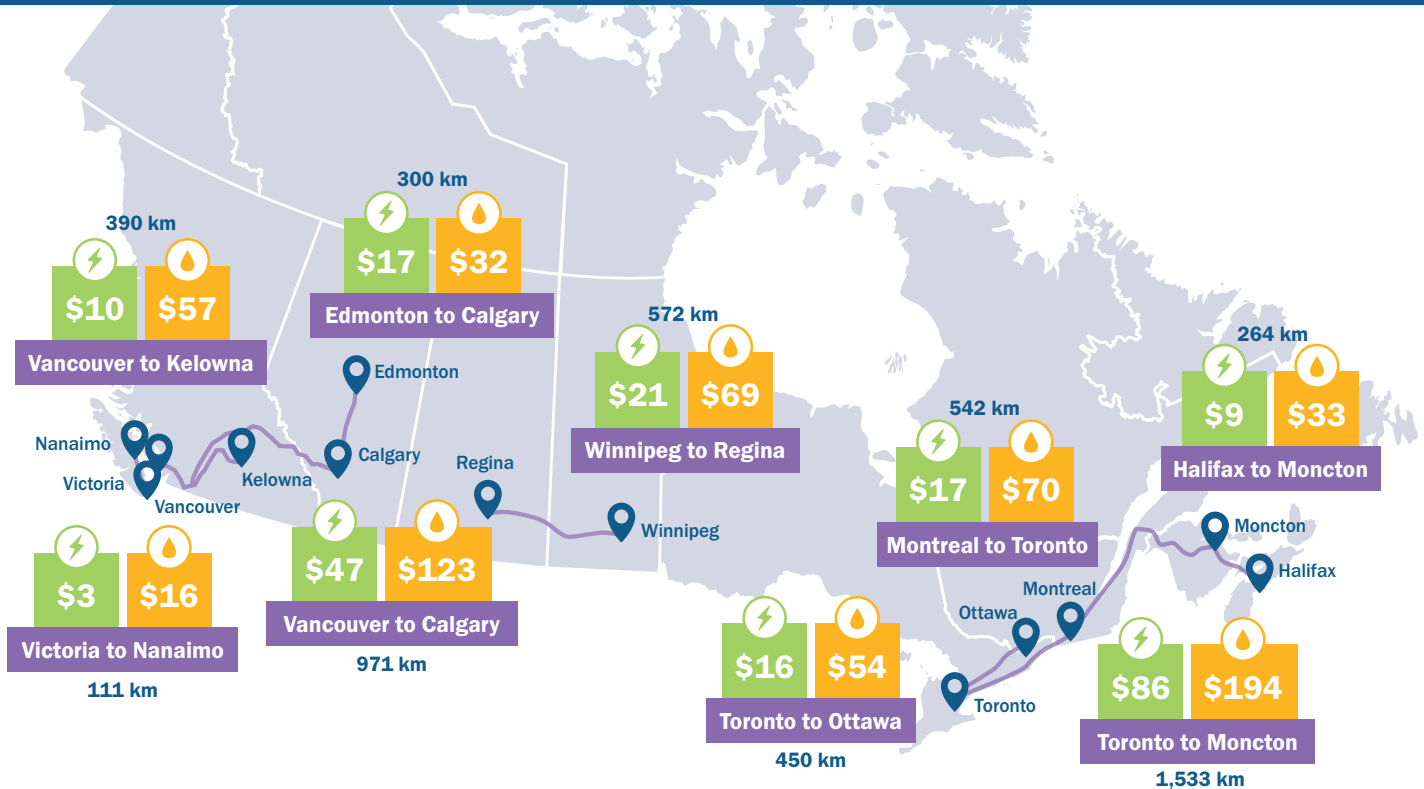 300 km
$17
$32
Edmonton to Calgary
390 km
$10
$57
Vancouver to Kelowna
572 km
$21
$69
Winnipeg to Regina
264 km
$9
$33
Halifax to Moncton
542 km
$17
$70
Montreal to Toronto
Edmonton
Nanaimo
Calgary
Regina
Victoria
Kelowna
Vancouver
Winnipeg
Moncton
Halifax
Montreal
Ottawa
Toronto
$3
$16
Victoria to Nanaimo
111 km
$47
$123
Vancouver to Calgary
971 km
$16
$54
Toronto to Ottawa
450 km
$86
$194
Toronto to Moncton
1,533 km